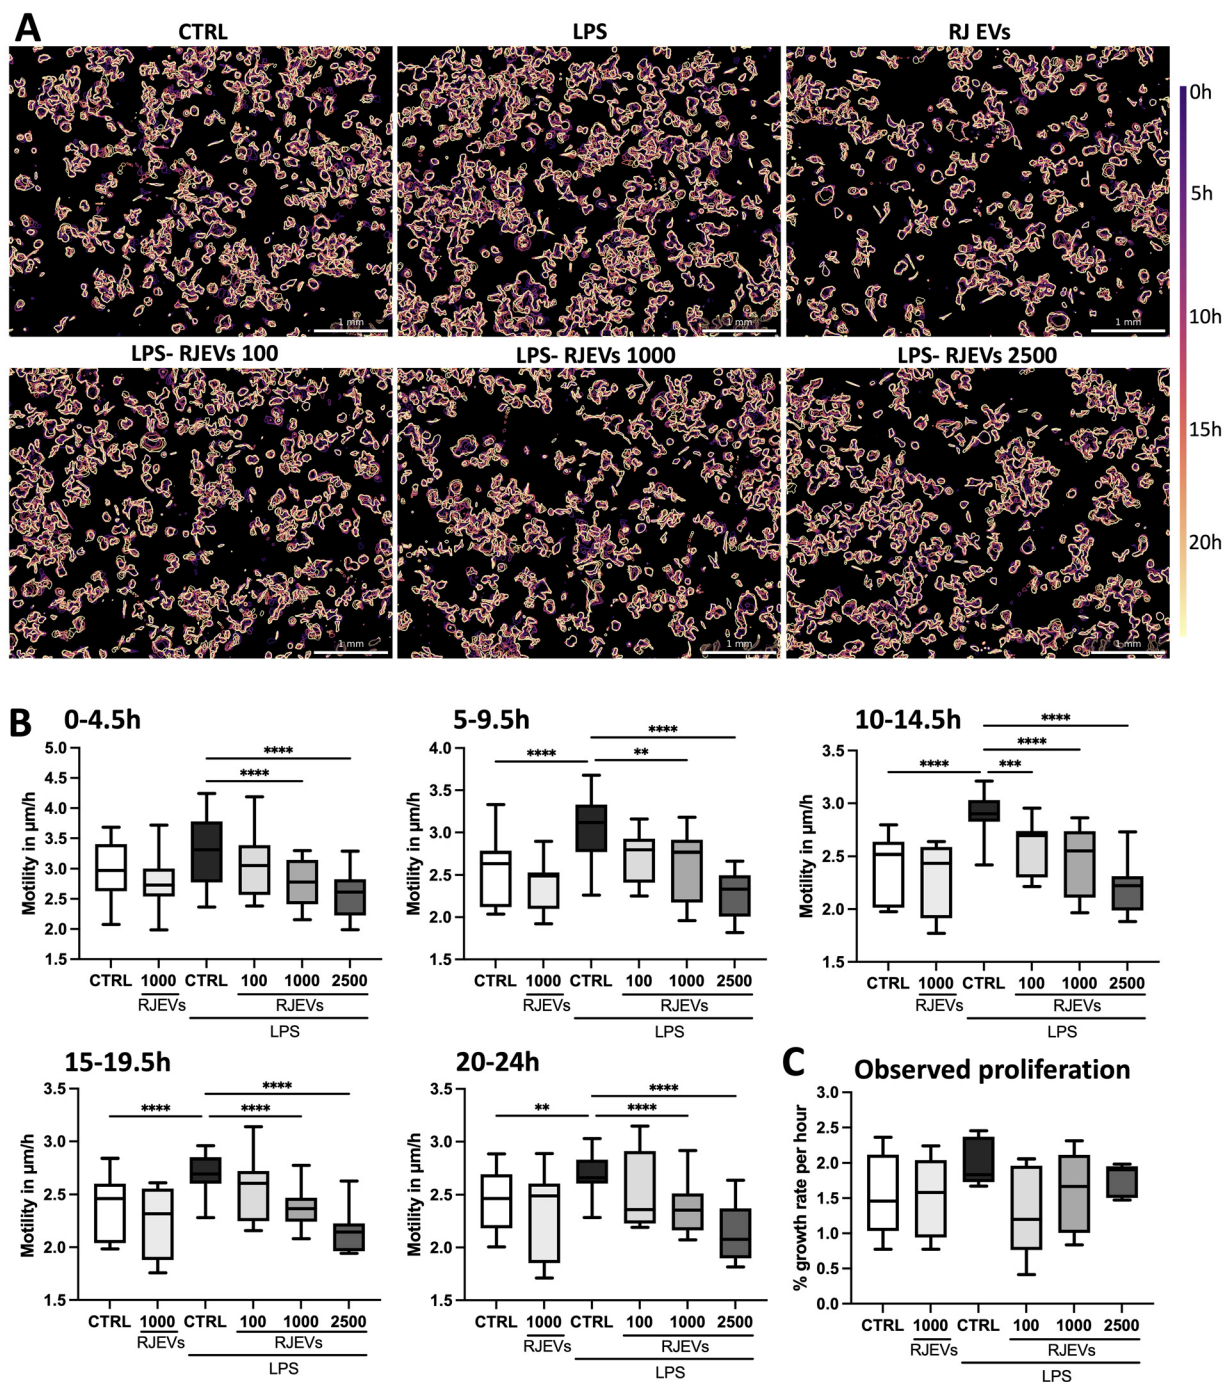 A
CTRL LPS RJ EVs
0h
5h
10h
15h
20h
1 mm 1 mm 1 mm
LPS- RJEVs 100 LPS- RJEVs 1000 LPS- RJEVs 2500
1 mm 1 mm 1 mm
B
0-4.5h
Motility in µm/h
5.0
4.5
4.0
3.5
3.0
2.5
2.0
1.5
****
****
CTRL 1000 CTRL 100 1000 2500
RJEVs RJEVs
LPS
5-9.5h
Motility in µm/h
4.0
3.5
3.0
2.5
2.0
1.5
****
**** **
CTRL 1000 CTRL 100 1000 2500
RJEVs RJEVs
LPS
10-14.5h
Motility in µm/h
3.5
3.0
2.5
2.0
1.5
****
****
**** ***
CTRL 1000 CTRL 100 1000 2500
RJEVs RJEVs
LPS
15-19.5h
Motility in µm/h
3.5
3.0
2.5
2.0
1.5
****
**** ****
CTRL 1000 CTRL 100 1000 2500
RJEVs RJEVs
LPS
20-24h
Motility in µm/h
3.5
3.0
2.5
2.0
1.5
****
** ****
CTRL 1000 CTRL 100 1000 2500
RJEVs RJEVs
LPS
C
Observed proliferation
% growth rate per hour
3.0
2.5
2.0
1.5
1.0
0.5
0.0
CTRL 1000 CTRL 100 1000 2500
RJEVs RJEVs
LPS